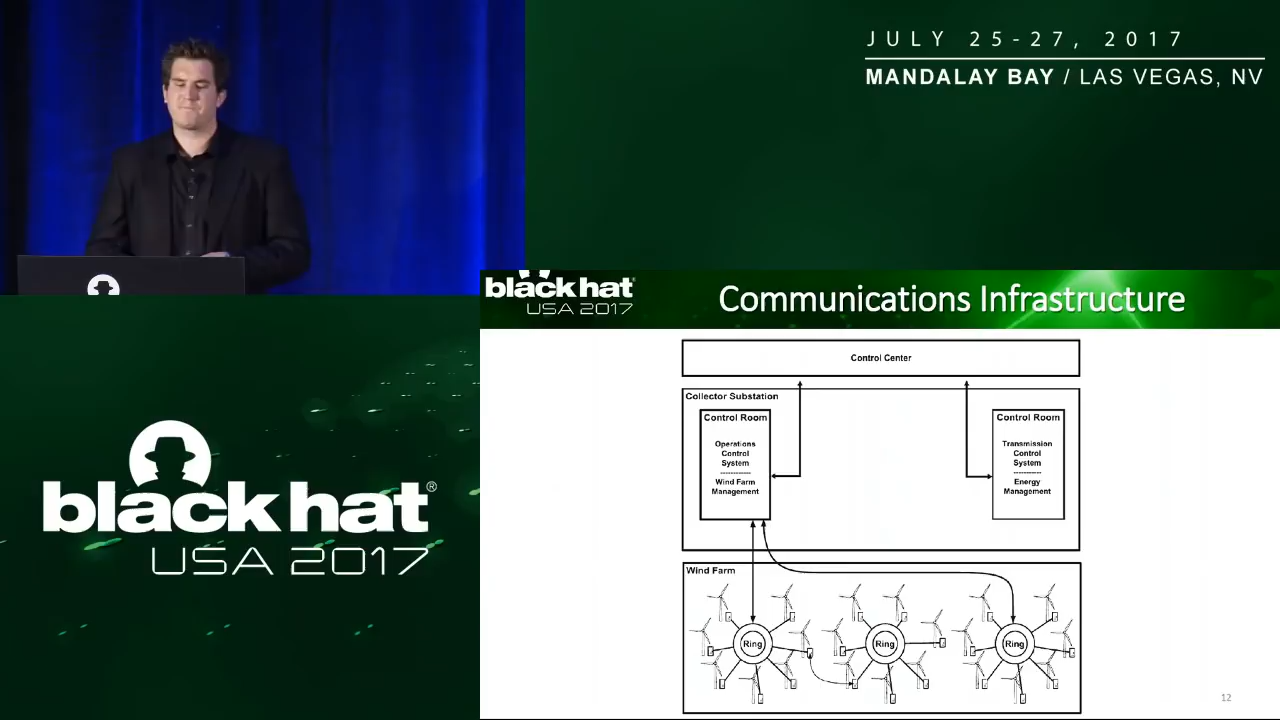 JULY 25-27, 2017
MANDALAY BAY / LAS VEGAS, NV
black hat®
USA 2017
Communications Infrastructure
Control Center
Collector Substation
Control Room
Operations
Control
System
------------
Wind Farm
Management
Control Room
Transmission
Control
System
------------
Energy
Management
Wind Farm
Ring
Ring
Ring
12
black hat®
USA 2017